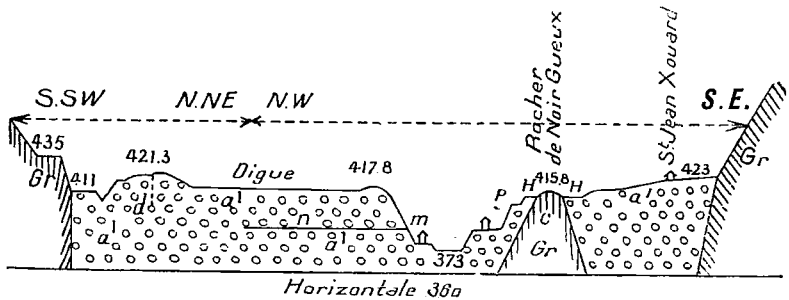 S.SW N.NE N.W S.E.
Rocher
de Noir Gueux
St Jean Xouard
435
Gr
411
421.3
Digue
417.8
P
H 415.8 H
423
Gr
d
a¹
a¹
a¹
n
a¹
m
373
G
Gr
Horizontale 360